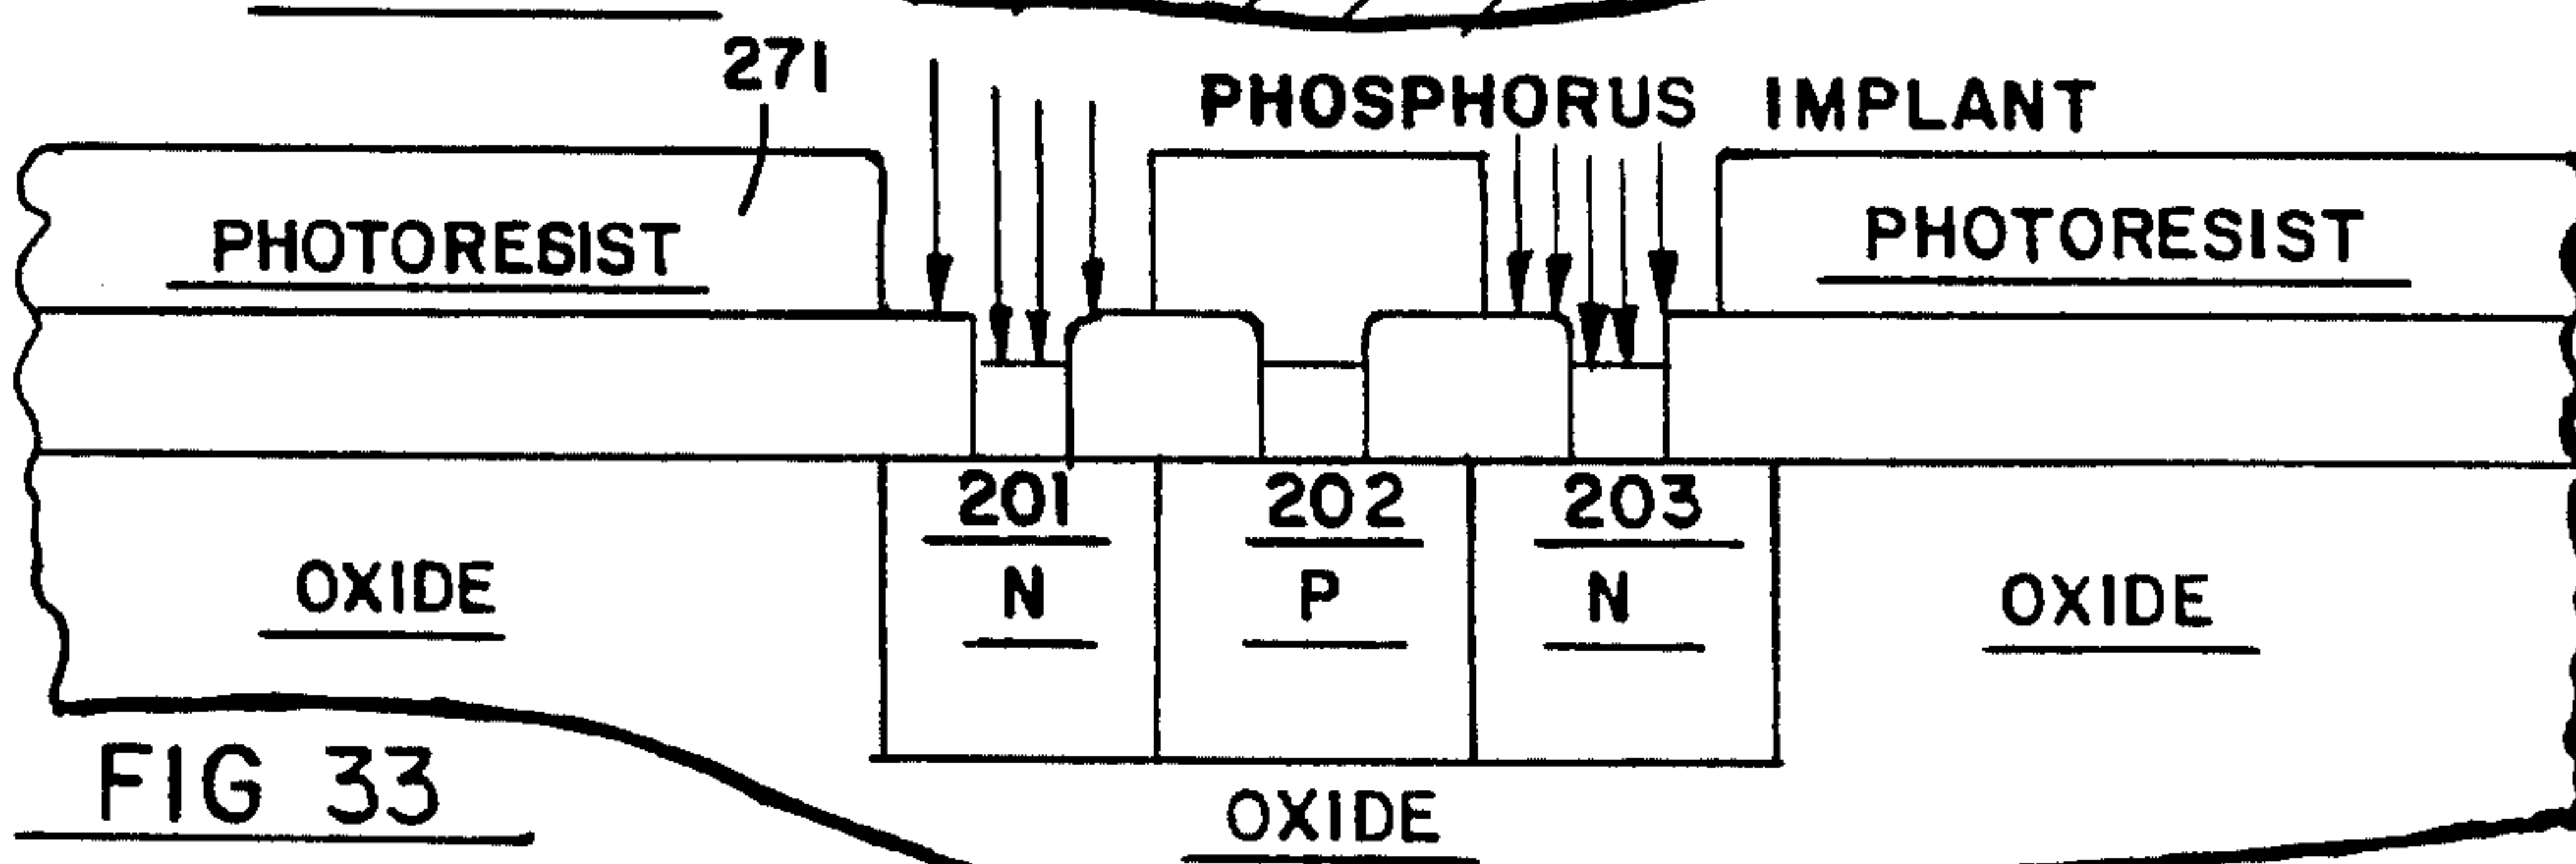 271
PHOSPHORUS IMPLANT
PHOTORESIST
PHOTORESIST
201
202
203
N
P
N
OXIDE
OXIDE
FIG 33
OXIDE